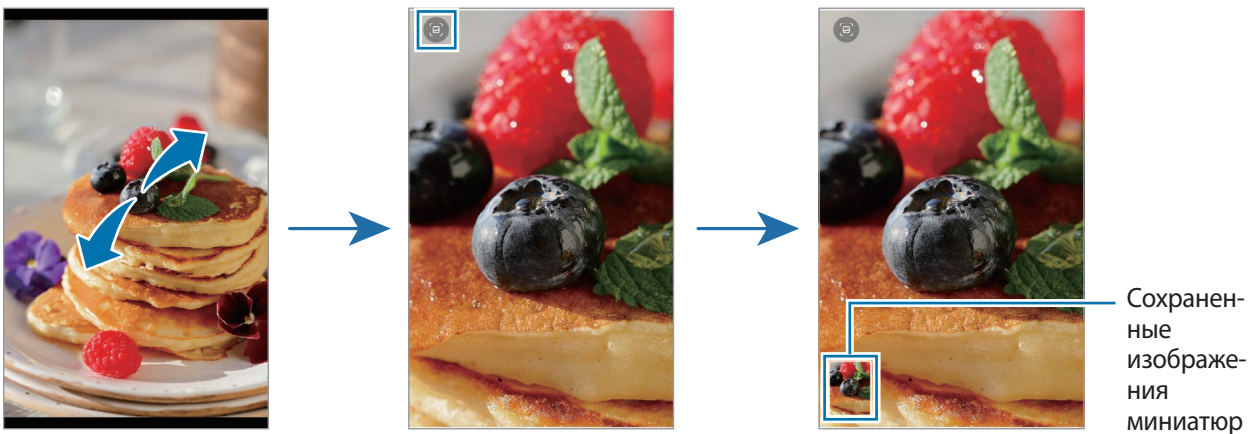 Сохранен-
ные
изображе-
ния
миниатюр